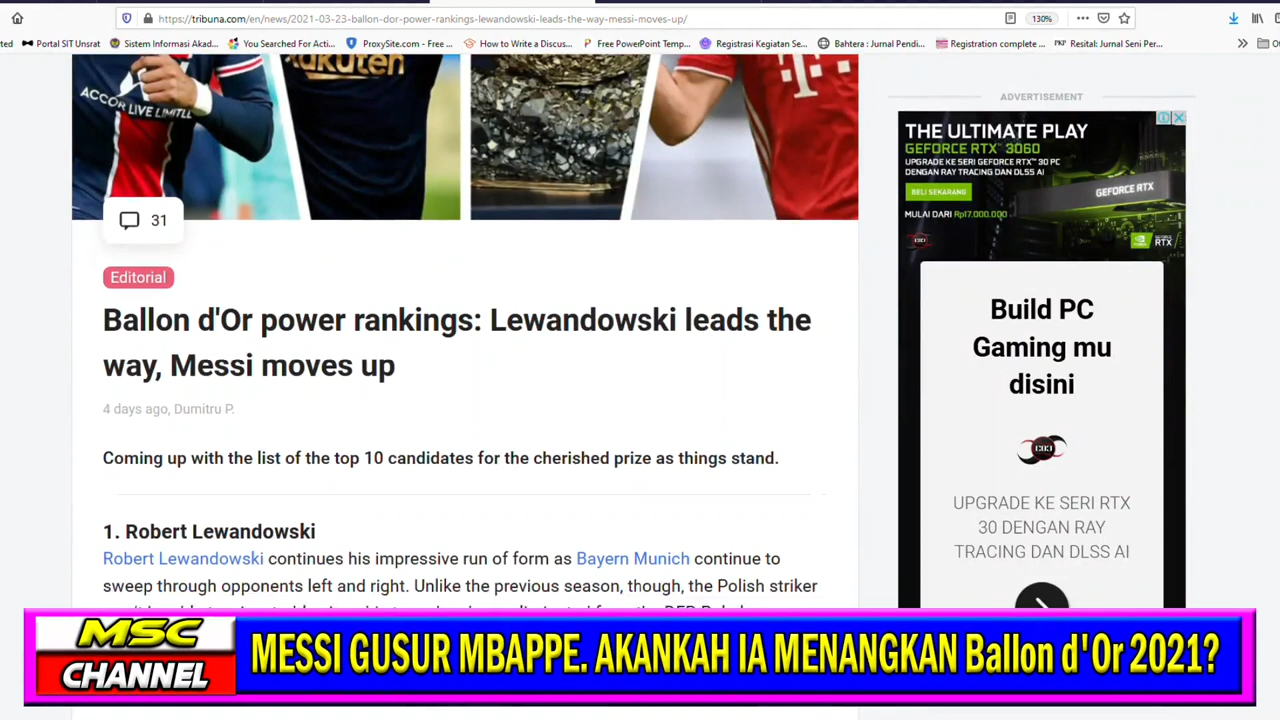 https://tribuna.com/en/news/2021-03-23-ballon-dor-power-rankings-lewandowski-leads-the-way-messi-moves-up/
130%
ted
Portal SIT Unsrat
Sistem Informasi Akad...
You Searched For Acti...
ProxySite.com - Free ...
How to Write a Discus...
Free PowerPoint Temp...
Registrasi Kegiatan Se...
Bahtera : Jurnal Pendi...
Registration complete ...
Resital: Jurnal Seni Per...
ACCOR LIVE LIMITL
Rakuten
T
31
Editorial
Ballon d'Or power rankings: Lewandowski leads the
way, Messi moves up
4 days ago, Dumitru P.
Coming up with the list of the top 10 candidates for the cherished prize as things stand.
1. Robert Lewandowski
Robert Lewandowski continues his impressive run of form as Bayern Munich continue to
sweep through opponents left and right. Unlike the previous season, though, the Polish striker
ADVERTISEMENT
THE ULTIMATE PLAY
GEFORCE RTX™ 3060
UPGRADE KE SERI GEFORCE RTX™ 30 PC
DENGAN RAY TRACING DAN DLSS AI
BELI SEKARANG
GEFORCE RTX
MULAI DARI Rp17.000.000
NVIDIA GEFORCE RTX
Build PC
Gaming mu
disini
UPGRADE KE SERI RTX
30 DENGAN RAY
TRACING DAN DLSS AI
MSC
CHANNEL
MESSI GUSUR MBAPPE. AKANKAH IA MENANGKAN Ballon d'Or 2021?